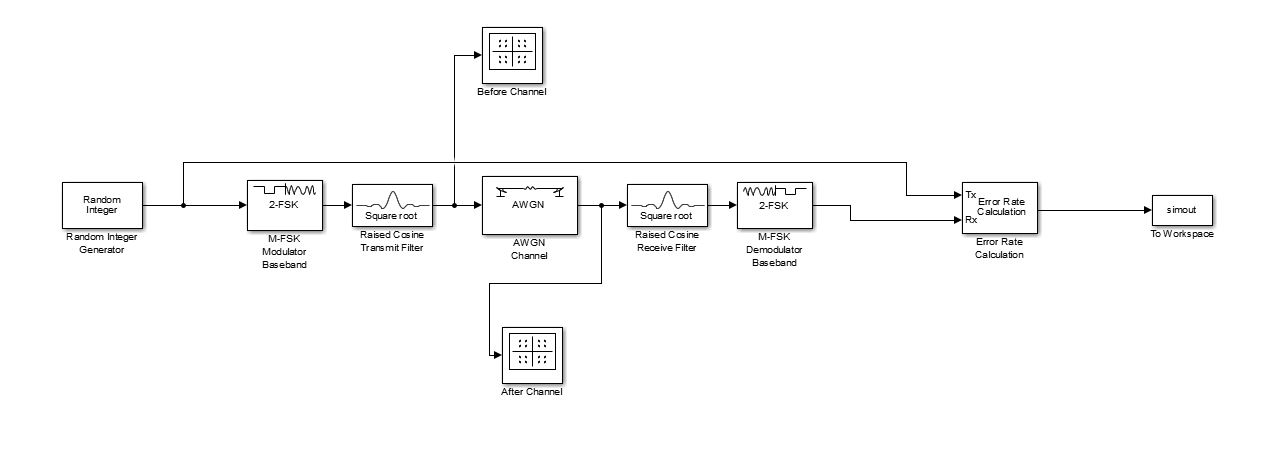 Before Channel
Random
Integer
Random Integer
Generator
2-FSK
M-FSK
Modulator
Baseband
Square root
Raised Cosine
Transmit Filter
AWGN
AWGN
Channel
Square root
Raised Cosine
Receive Filter
2-FSK
M-FSK
Demodulator
Baseband
Tx
Rx
Error Rate
Calculation
Error Rate
Calculation
simout
To Workspace
After Channel